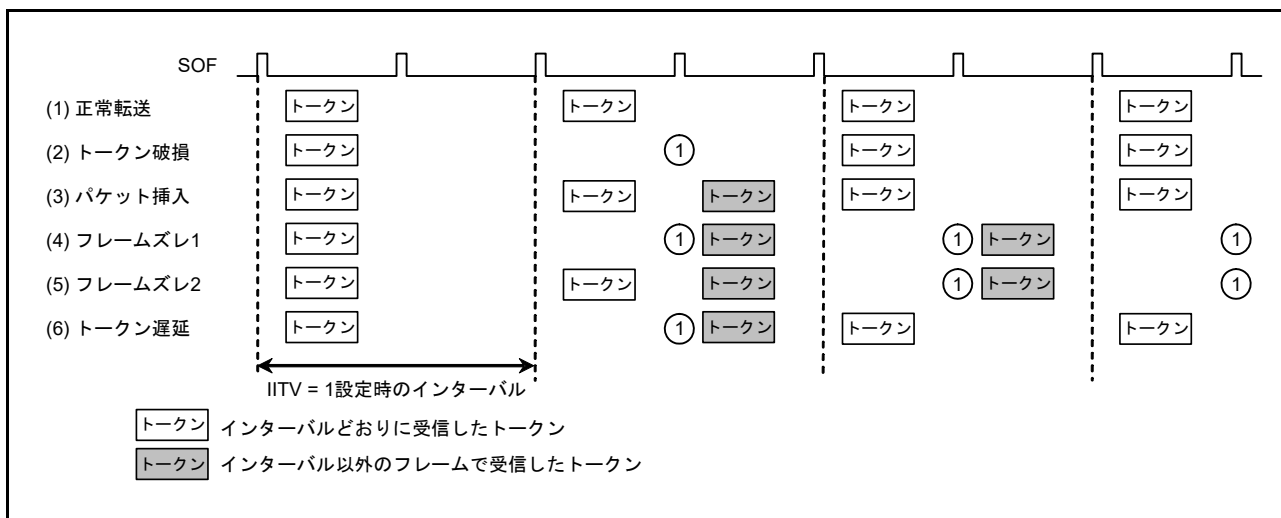 SOF
(1) 正常転送 トークン トークン トークン トークン
(2) トークン破損 トークン 1 トークン トークン
(3) パケット挿入 トークン トークン トークン トークン トークン
(4) フレームズレ1 トークン 1 トークン 1 トークン 1
(5) フレームズレ2 トークン トークン トークン 1 トークン 1
(6) トークン遅延 トークン 1 トークン トークン トークン
IITV = 1設定時のインターバル
トークン インターバルどおりに受信したトークン
トークン インターバル以外のフレームで受信したトークン